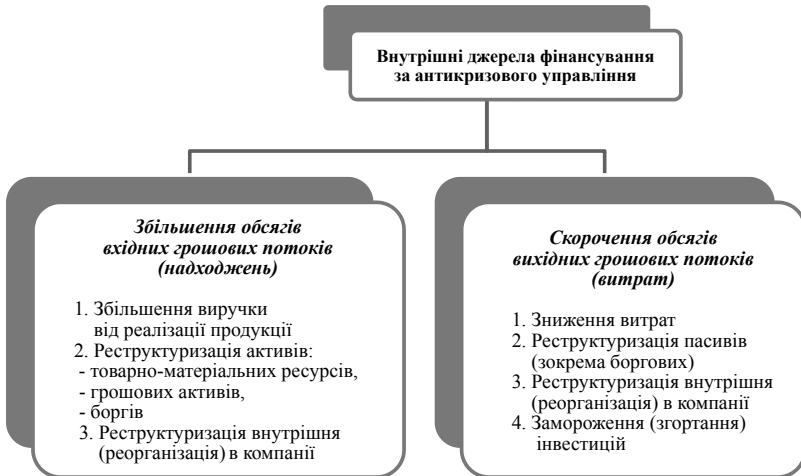 Внутрішні джерела фінансування
за антикризового управління
Збільшення обсягів
вхідних грошових потоків
(надходжень)
1. Збільшення виручки
від реалізації продукції
2. Реструктуризація активів:
- товарно-матеріальних ресурсів,
- грошових активів,
- боргів
3. Реструктуризація внутрішня
(реорганізація) в компанії
Скорочення обсягів
вихідних грошових потоків
(витрат)
1. Зниження витрат
2. Реструктуризація пасивів
(зокрема боргових)
3. Реструктуризація внутрішня
(реорганізація) в компанії
4. Замороження (згортання)
інвестицій